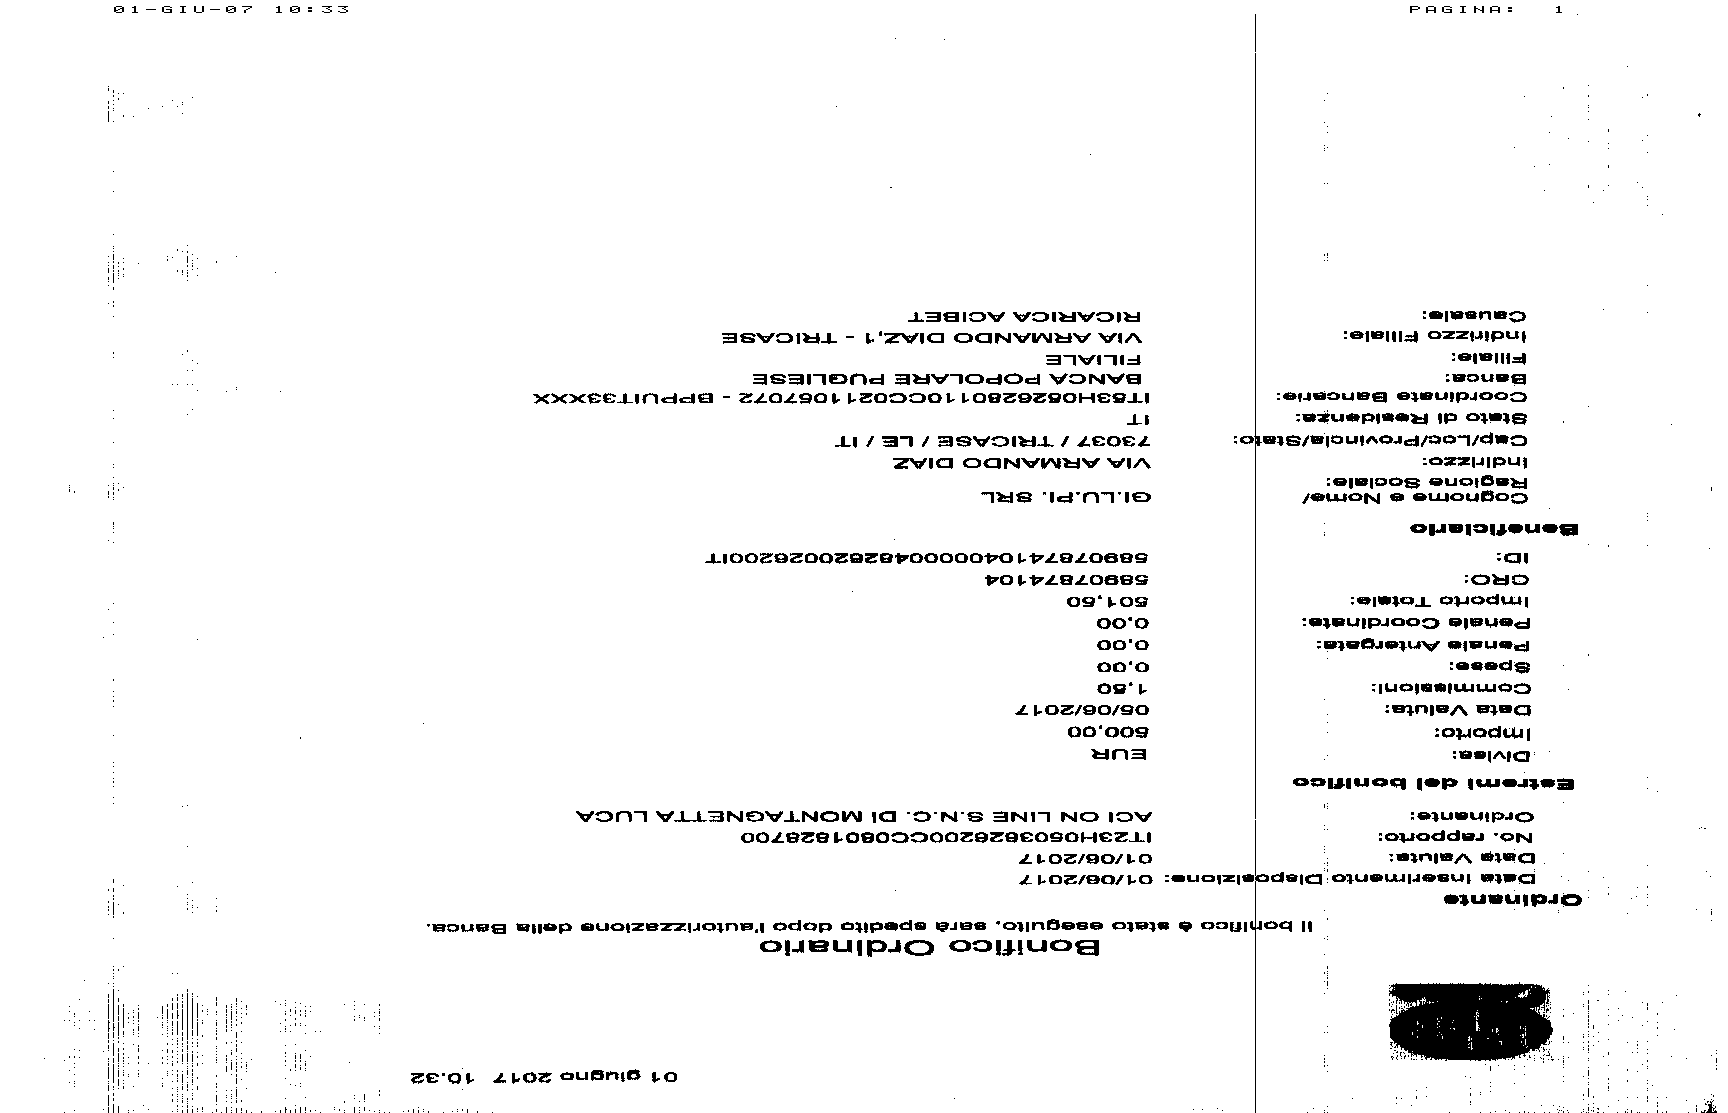 01-GIU-07 10:33 PAGINA: 1
01 giugno 2017 10.32
Bonifico Ordinario
Il bonifico è stato eseguito, sarà spedito dopo l'autorizzazione della Banca.
Ordinante
Data Inserimento Disposizione: 01/06/2017
Data Valuta: 01/06/2017
No. rapporto: IT23H0503826200CC0801828700
Ordinante: ACI ON LINE S.N.C. DI MONTAGNETTA LUCA
Estremi del bonifico
Divisa: EUR
Importo: 500,00
Data Valuta: 05/06/2017
Commissioni: 1,50
Spese: 0,00
Penale Antergata: 0,00
Penale Coordinate: 0,00
Importo Totale: 501,50
CRO: 58907874104
ID: 5890787410400000482620026200IT
Beneficiario
Cognome e Nome/
Ragione Sociale: GI.LU.PI. SRL
Indirizzo: VIA ARMANDO DIAZ
Cap/Loc/Provincia/Stato: 73037 / TRICASE / LE / IT
Stato di Residenza: IT
Coordinate Bancarie: IT53H0526280110CC0211067072 - BPPUIT33XXX
Banca: BANCA POPOLARE PUGLIESE
Filiale: FILIALE
Indirizzo Filiale: VIA ARMANDO DIAZ,1 - TRICASE
Causale: RICARICA ACIBET